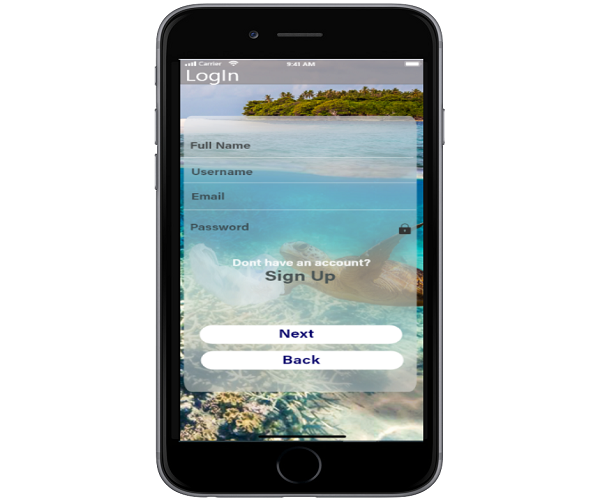 Carrier 9:41 AM
LogIn
Full Name
Username
Email
Password
Dont have an account?
Sign Up
Next
Back